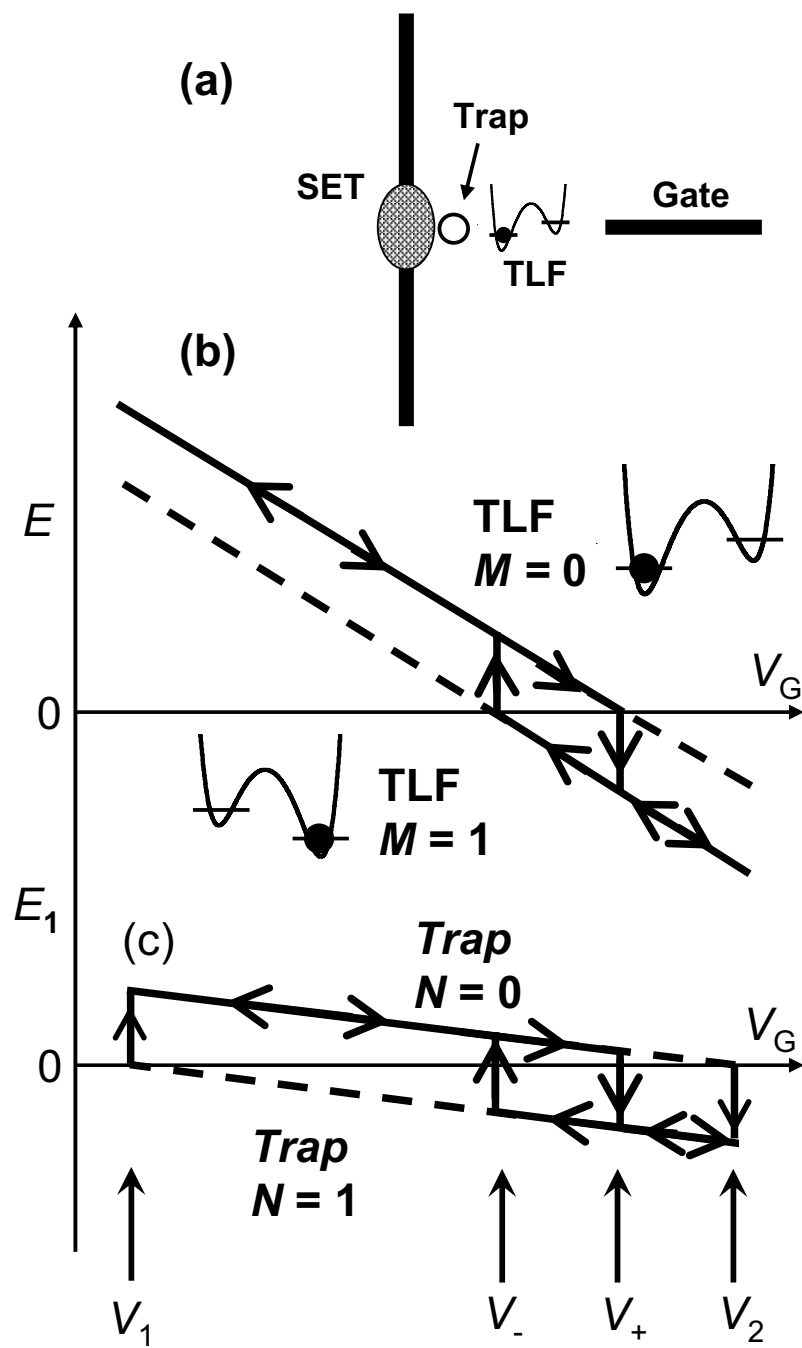 (a)
Trap
SET
Gate
TLF
(b)
E
TLF
M = 0
V_G
0
TLF
M = 1
E_1
(c)
Trap
N = 0
V_G
0
Trap
N = 1
V_1
V_-
V_+
V_2